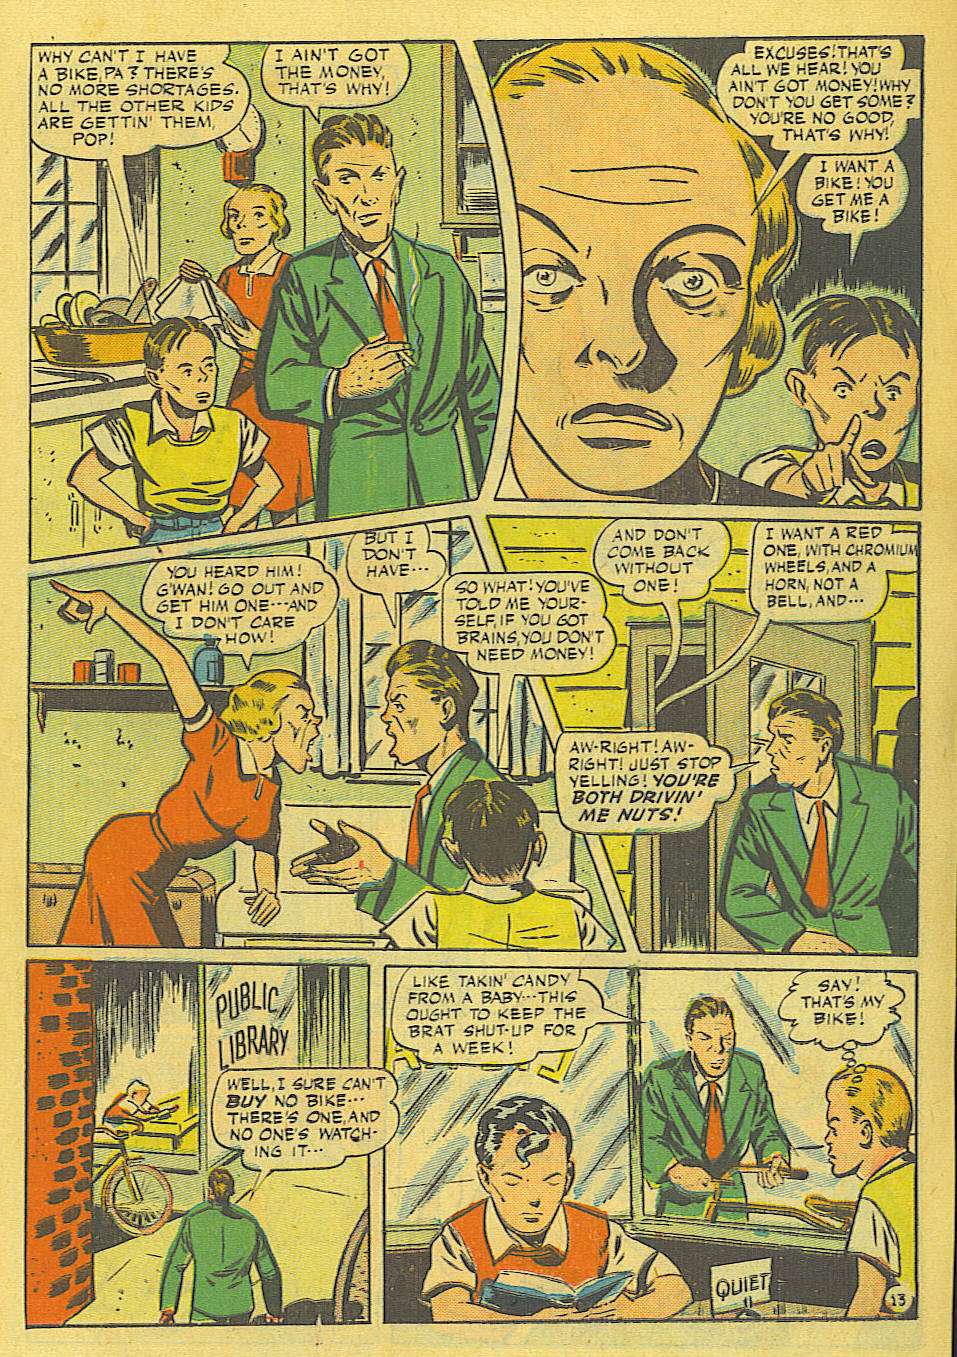 WHY CAN'T I HAVE
A BIKE, PA? THERE'S
NO MORE SHORTAGES.
ALL THE OTHER KIDS
ARE GETTIN' THEM,
POP!
I AIN'T GOT
THE MONEY,
THAT'S WHY!
EXCUSES! THAT'S
ALL WE HEAR! YOU
AIN'T GOT MONEY! WHY
DON'T YOU GET SOME?
YOU'RE NO GOOD,
THAT'S WHY!
I WANT A
BIKE! YOU
GET ME A
BIKE!
YOU HEARD HIM!
G'WAN! GO OUT AND
GET HIM ONE---AND
I DON'T CARE
HOW!
BUT I
DON'T
HAVE---
SO WHAT! YOU'VE
TOLD ME YOUR-
SELF, IF YOU GOT
BRAINS, YOU DON'T
NEED MONEY!
AND DON'T
COME BACK
WITHOUT
ONE!
I WANT A RED
ONE, WITH CHROMIUM
WHEELS, AND A
HORN, NOT A
BELL, AND---
AW-RIGHT! AW-
RIGHT! JUST STOP
YELLING! YOU'RE
BOTH DRIVIN'
ME NUTS!
PUBLIC
LIBRARY
WELL, I SURE CAN'T
BUY NO BIKE---
THERE'S ONE, AND
NO ONE'S WATCH-
ING IT---
LIKE TAKIN' CANDY
FROM A BABY---THIS
OUGHT TO KEEP THE
BRAT SHUT-UP FOR
A WEEK!
SAY!
THAT'S MY
BIKE!
QUIET
13